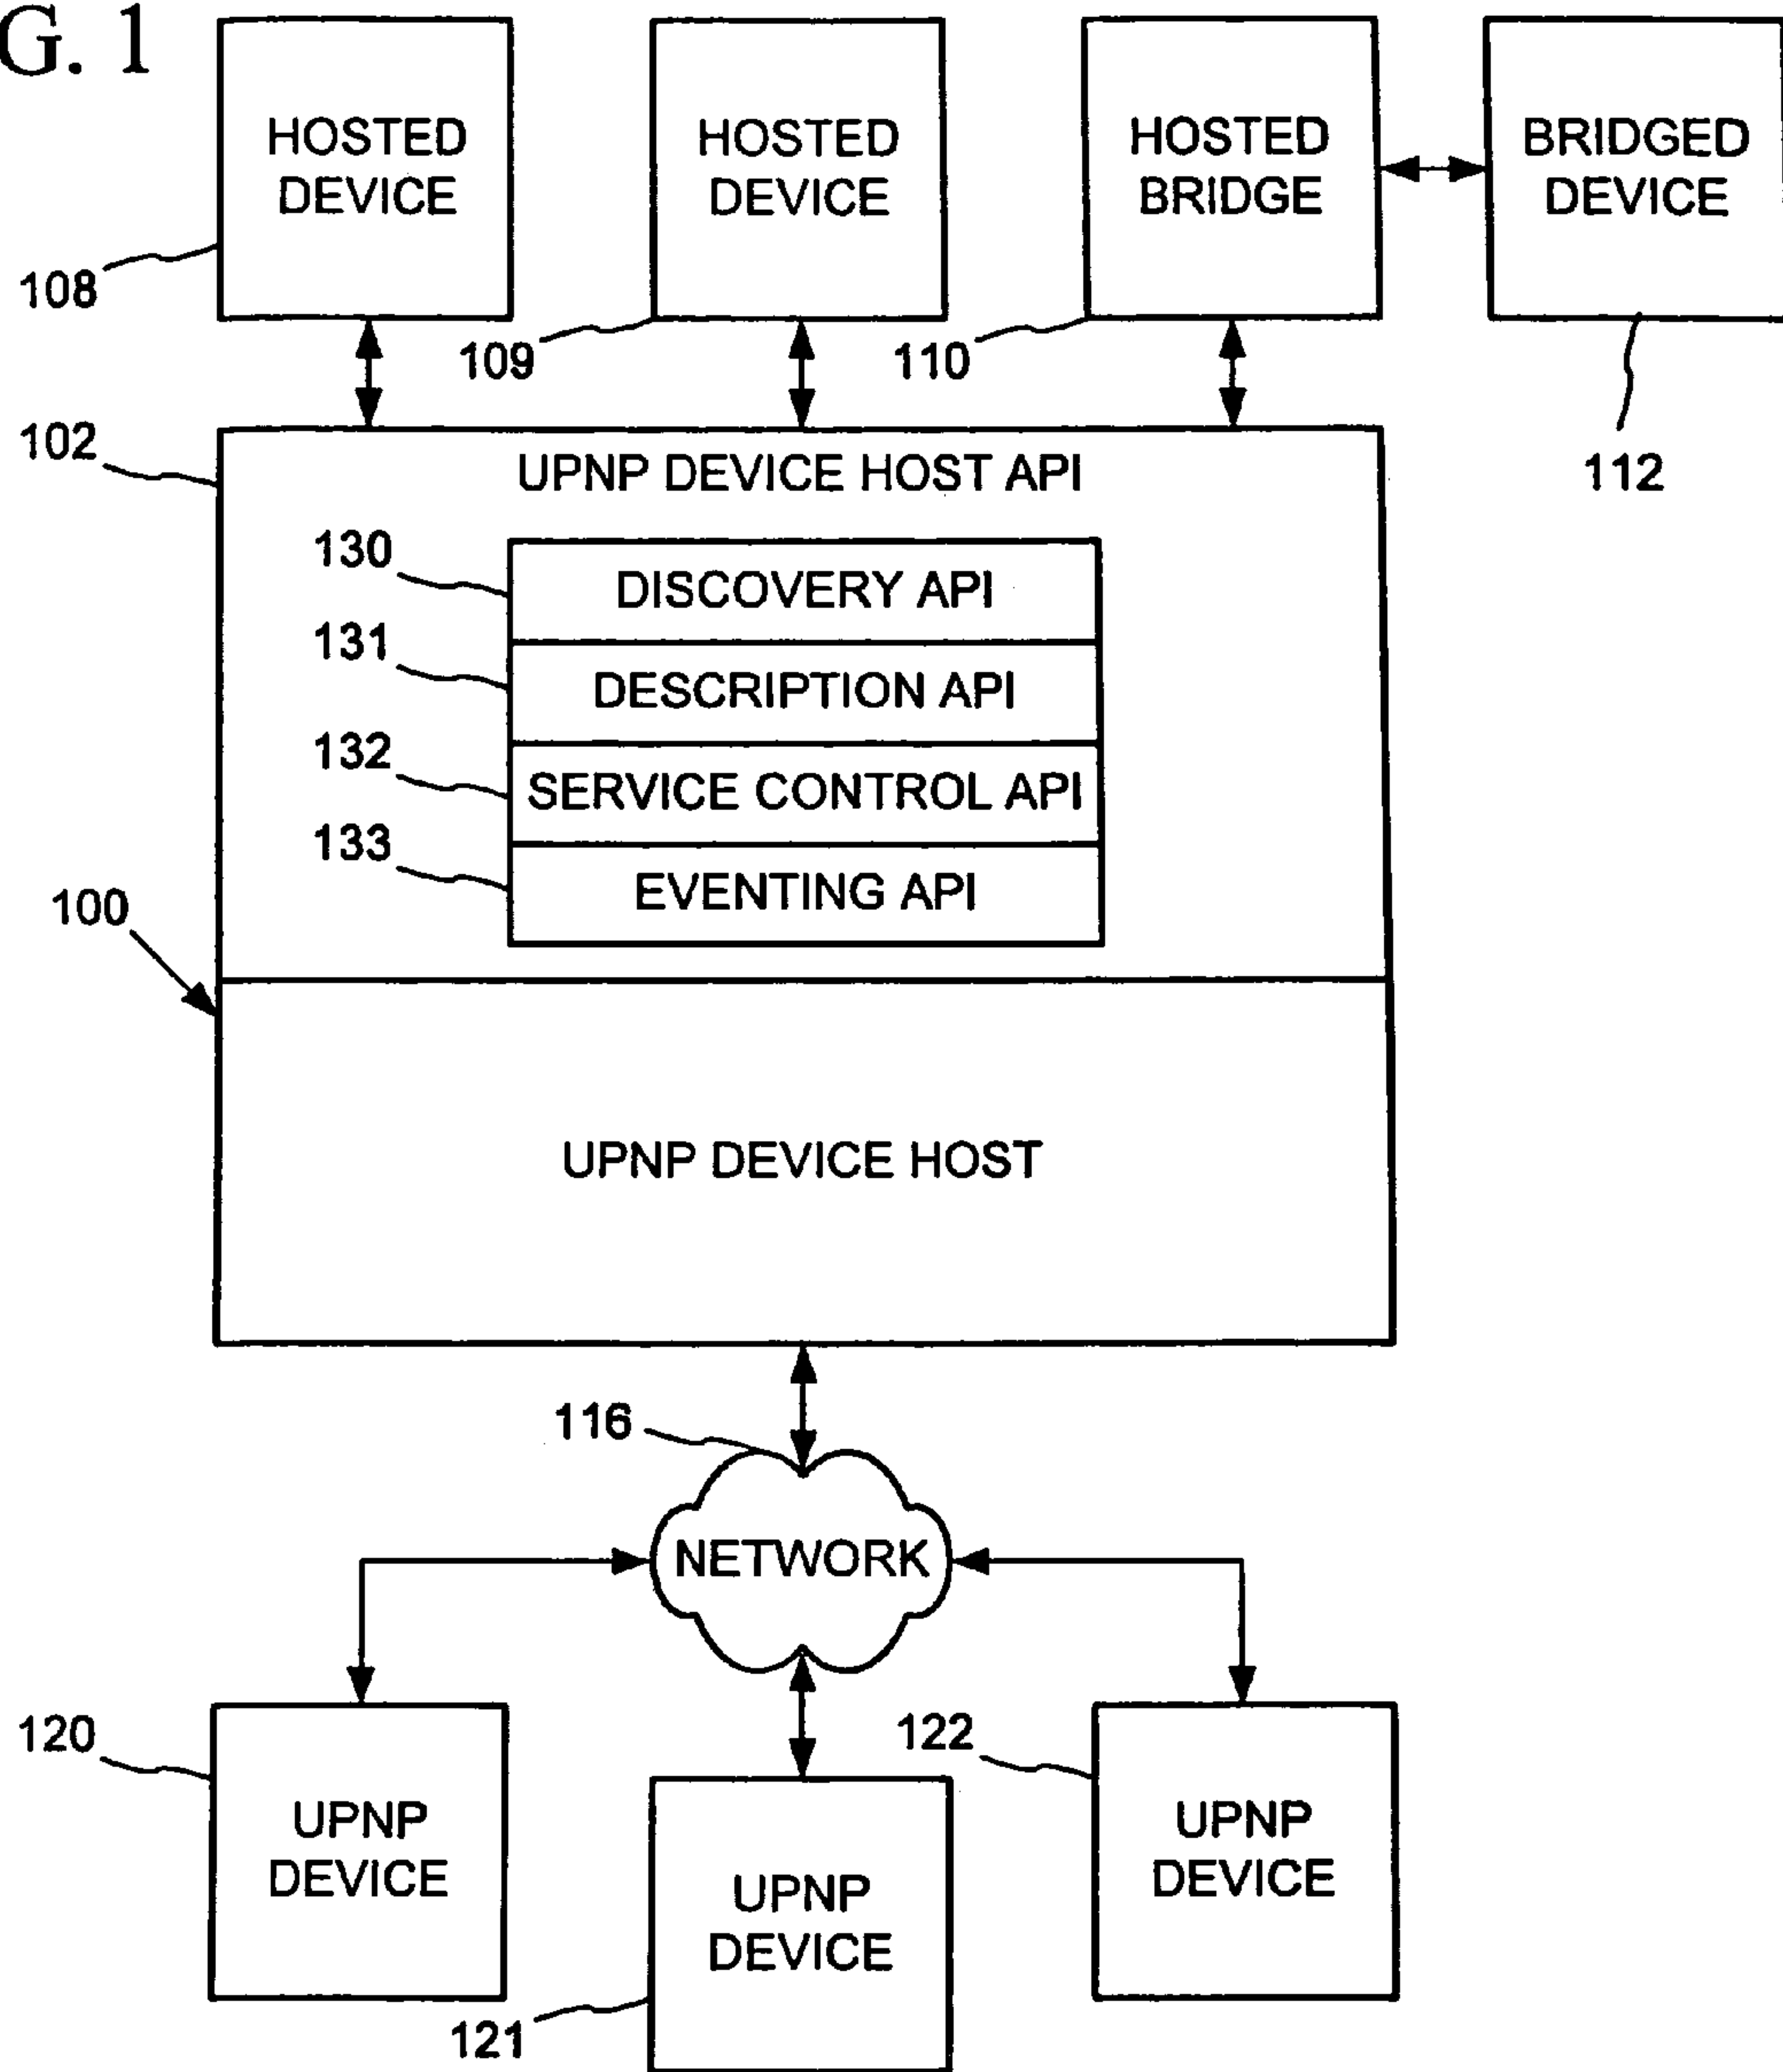 G. 1
HOSTED
DEVICE
HOSTED
DEVICE
HOSTED
BRIDGE
BRIDGED
DEVICE
108
109
110
112
102
UPNP DEVICE HOST API
130
DISCOVERY API
131
DESCRIPTION API
132
SERVICE CONTROL API
133
EVENTING API
100
UPNP DEVICE HOST
116
NETWORK
120
UPNP
DEVICE
122
UPNP
DEVICE
UPNP
DEVICE
121